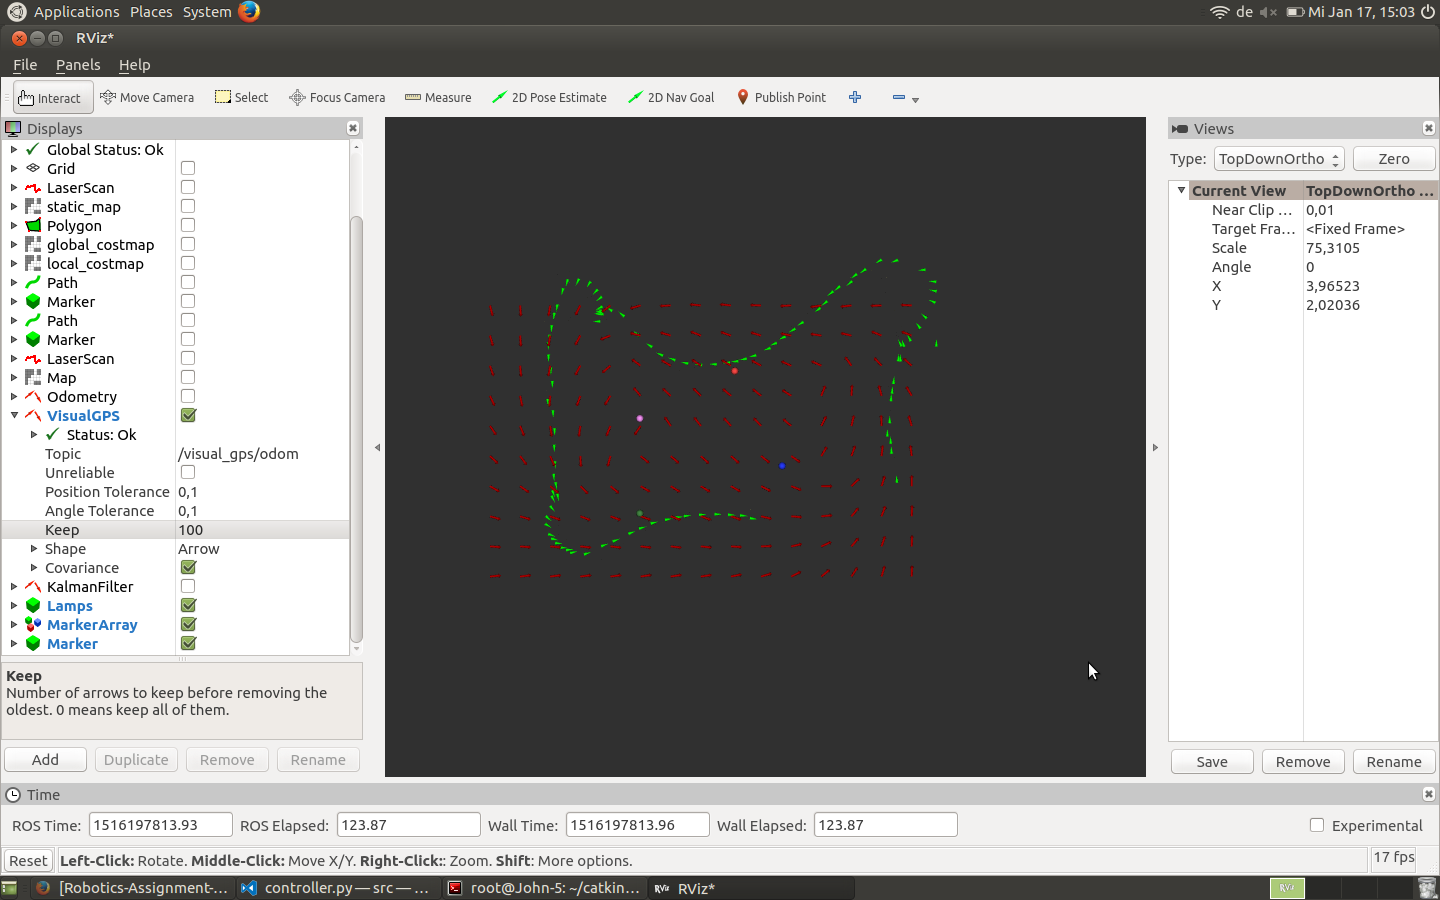 Applications Places System de Mi Jan 17, 15:03
RViz*
File Panels Help
Interact Move Camera Select Focus Camera Measure 2D Pose Estimate 2D Nav Goal Publish Point
Displays
Global Status: Ok
Grid
LaserScan
static_map
Polygon
global_costmap
local_costmap
Path
Marker
Path
Marker
LaserScan
Map
Odometry
VisualGPS
Status: Ok
Topic /visual_gps/odom
Unreliable
Position Tolerance 0,1
Angle Tolerance 0,1
Keep 100
Shape Arrow
Covariance
KalmanFilter
Lamps
MarkerArray
Marker
Keep
Number of arrows to keep before removing the
oldest. 0 means keep all of them.
Add Duplicate Remove Rename
Views
Type: TopDownOrtho Zero
Current View TopDownOrtho ...
Near Clip ... 0,01
Target Fra... <Fixed Frame>
Scale 75,3105
Angle 0
X 3,96523
Y 2,02036
Save Remove Rename
Time
ROS Time: 1516197813.93 ROS Elapsed: 123.87 Wall Time: 1516197813.96 Wall Elapsed: 123.87 Experimental
Reset Left-Click: Rotate. Middle-Click: Move X/Y. Right-Click:: Zoom. Shift: More options. 17 fps
[Robotics-Assignment-... controller.py — src — ... root@John-5: ~/catkin... RViz RViz* RViz